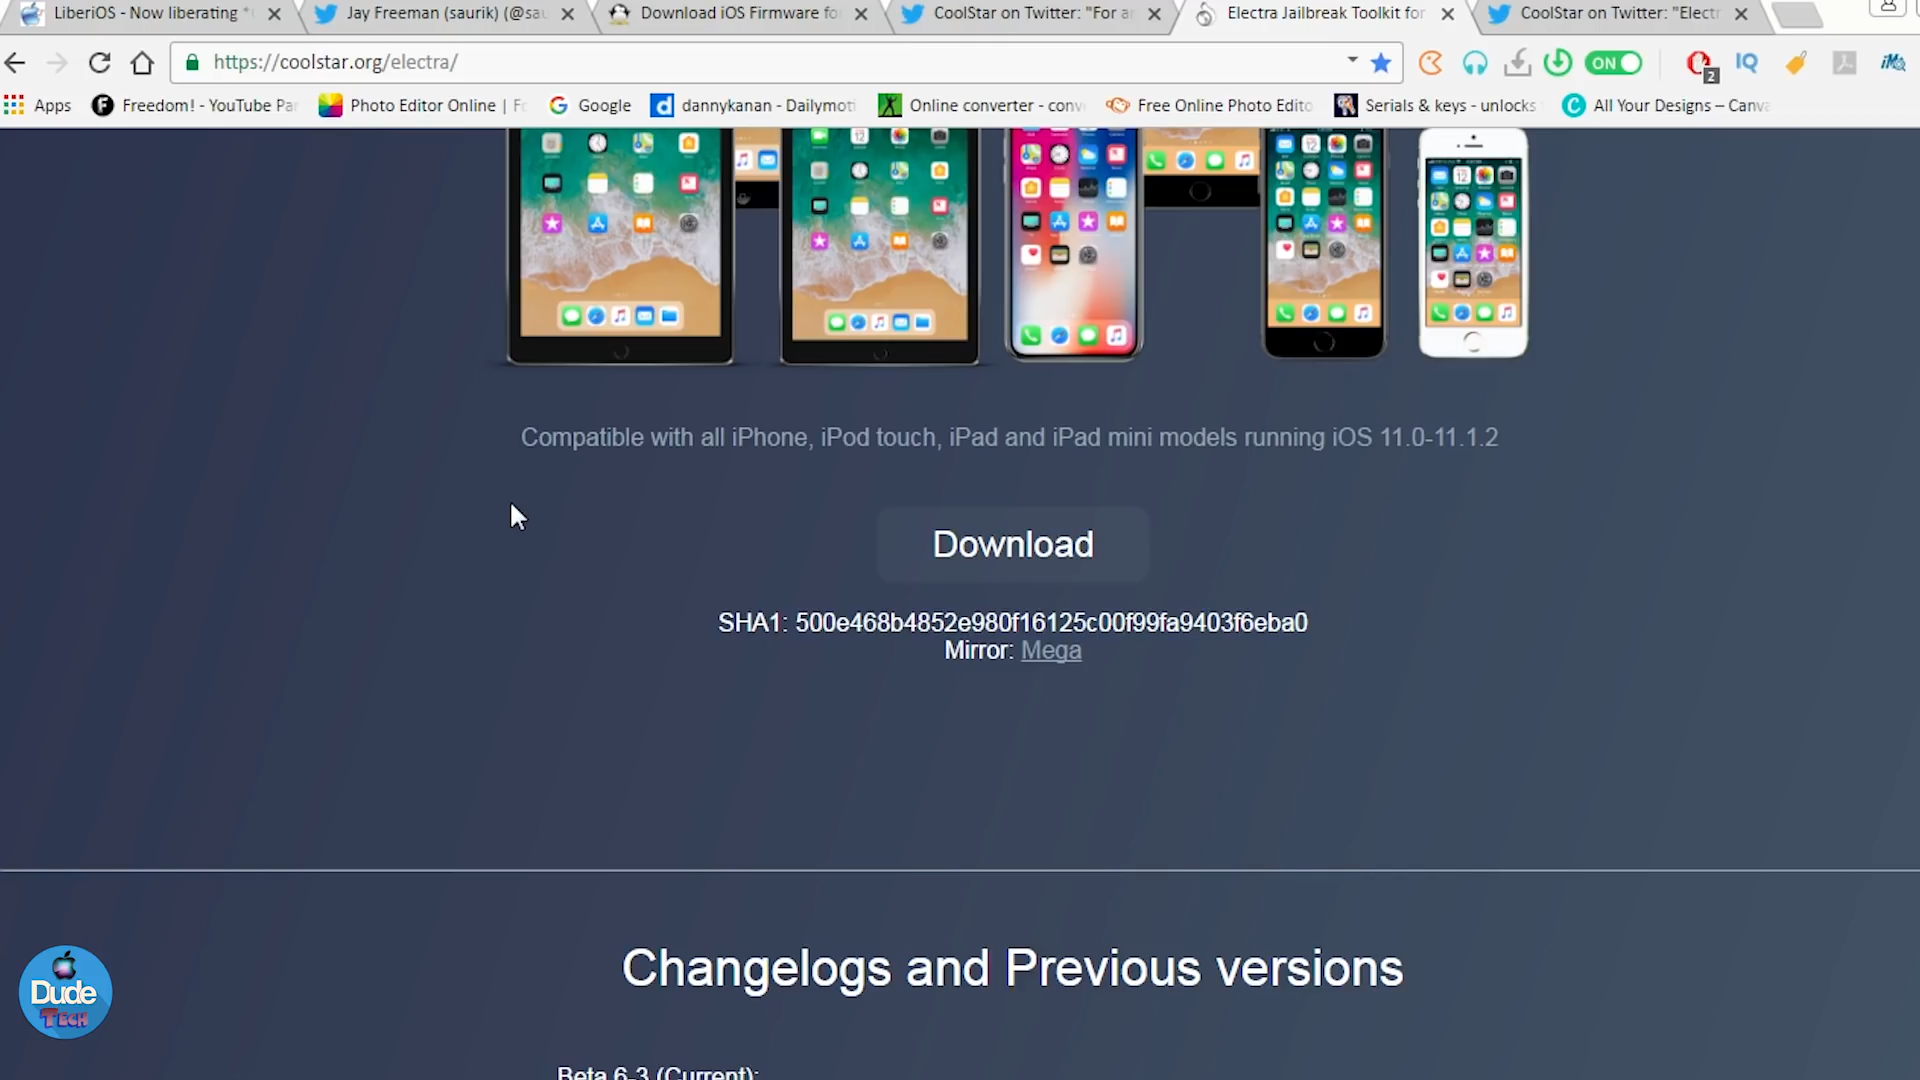 LiberiOS - Now liberating
Jay Freeman (saurik) (@sau
Download iOS Firmware fo
CoolStar on Twitter: "For a
Electra Jailbreak Toolkit for
CoolStar on Twitter: "Electr
https://coolstar.org/electra/
ON
2
IQ
Apps
Freedom! - YouTube Pa
Photo Editor Online | F
Google
dannykanan - Dailymoti
Online converter - conv
Free Online Photo Edito
Serials & keys - unlocks
All Your Designs – Canva
Compatible with all iPhone, iPod touch, iPad and iPad mini models running iOS 11.0-11.1.2
Download
SHA1: 500e468b4852e980f16125c00f99fa9403f6eba0
Mirror: Mega
Changelogs and Previous versions
Beta 6-3 (Current):
Dude
TECH